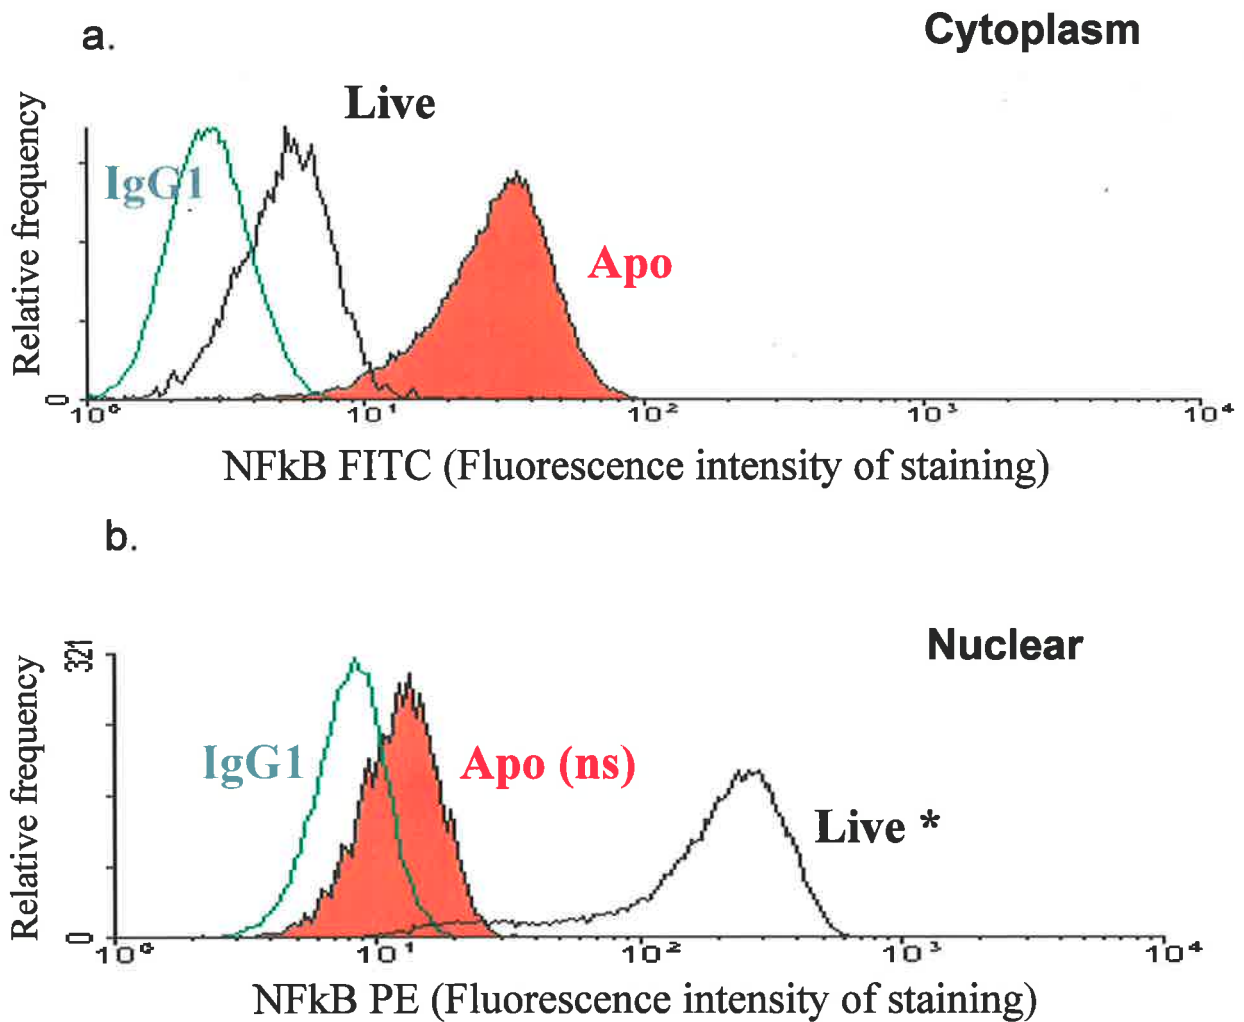 a.
Cytoplasm
Live
IgG1
Apo
Relative frequency
0
10⁰ 10¹ 10² 10³ 10⁴
NFkB FITC (Fluorescence intensity of staining)
b.
Nuclear
321
IgG1
Apo (ns)
Live *
Relative frequency
0
10⁰ 10¹ 10² 10³ 10⁴
NFkB PE (Fluorescence intensity of staining)